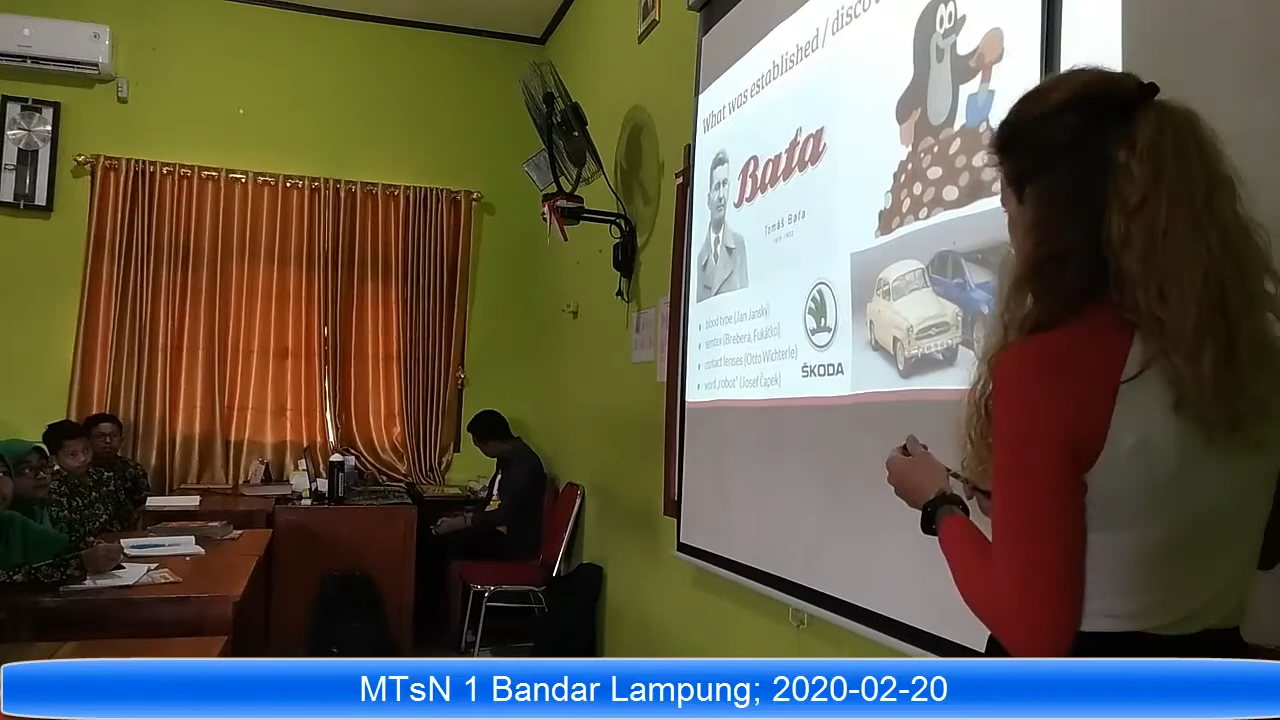 What was established / disco
Baťa
Tomáš Baťa
blood type (Jan Janský)
semtex (Brebera, Fukátko)
contact lenses (Otto Wichterle)
word „robot" (Josef Čapek)
ŠKODA
MTsN 1 Bandar Lampung; 2020-02-20